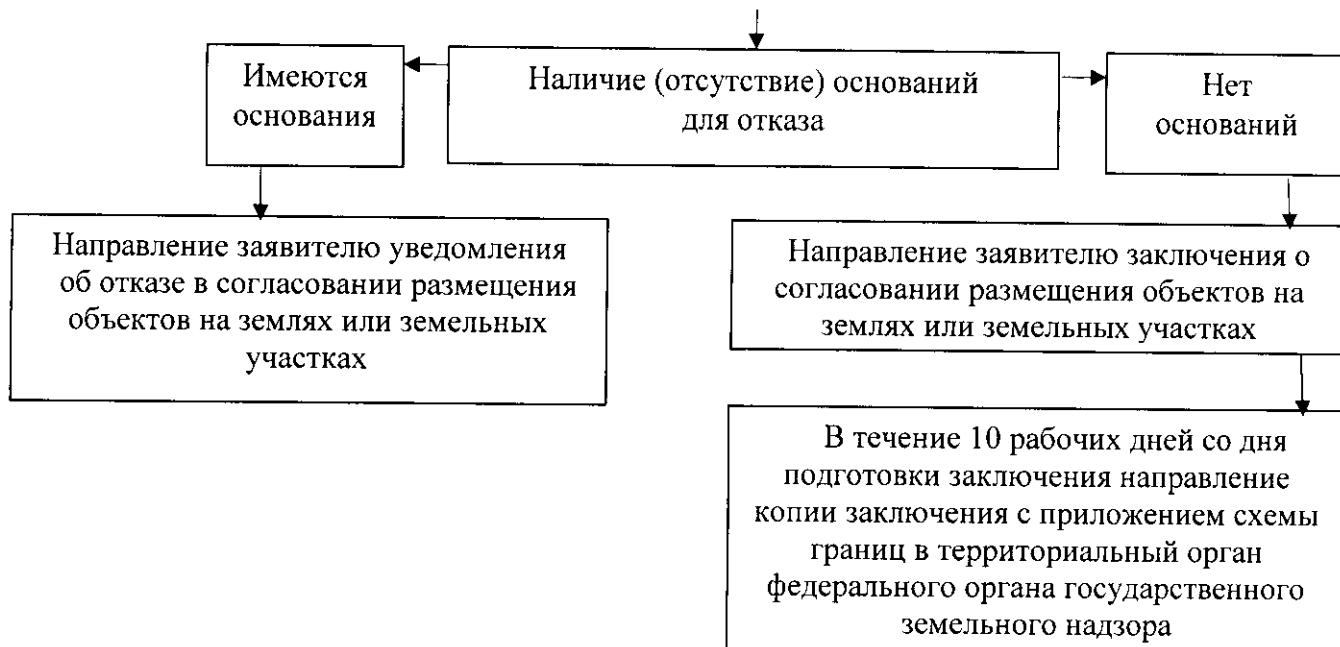 Имеются
основания
Наличие (отсутствие) оснований
для отказа
Нет
оснований
Направление заявителю уведомления
об отказе в согласовании размещения
объектов на землях или земельных
участках
Направление заявителю заключения о
согласовании размещения объектов на
землях или земельных участках
В течение 10 рабочих дней со дня
подготовки заключения направление
копии заключения с приложением схемы
границ в территориальный орган
федерального органа государственного
земельного надзора